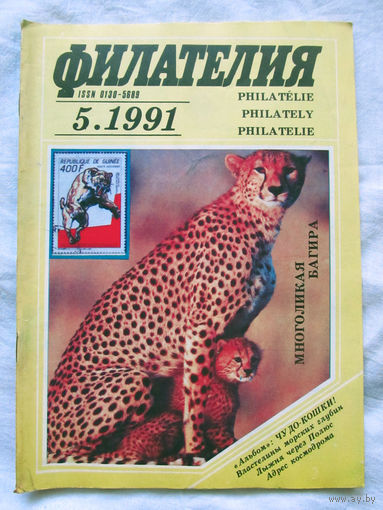 ФИЛАТЕЛИЯ
ISSN 0130-5689
5.1991
PHILATÉLIE
PHILATELY
PHILATELIE
REPUBLIQUE DE GUINÉE
400F
МНОГОЛИКАЯ
БАГИРА
«Альбом»: ЧУДО-КОШКИ!
Властелины морских глубин
Лыжня через Полюс
Адрес космодрома
www.ay.by